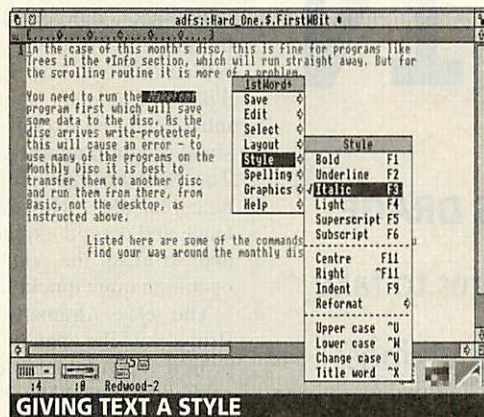 adfs::Hard_One.$.FirstWBit *
1
In the case of this month's disc, this is fine for programs like
Trees in the *Info section, which will run straight away. But for
the scrolling routine it is more of a problem.
You need to run the Makefont
program first which will save
some data to the disc. As the
disc arrives write-protected,
this will cause an error - to
use many of the programs on the
Monthly Disc it is best to
transfer them to another disc
and run them from there, from
Basic, not the desktop, as
instructed above.
Listed here are some of the commands
find your way around the monthly dis
1stWord+
Save
Edit
Select
Layout
Style
Spelling
Graphics
Help
Style
Bold F1
Underline F2
Italic F3
Light F4
Superscript F5
Subscript F6
Centre F11
Right ^F11
Indent F9
Reformat
Upper case ^U
Lower case ^W
Change case ^V
Title word ^X
:4 :0 Redwood-2
GIVING TEXT A STYLE